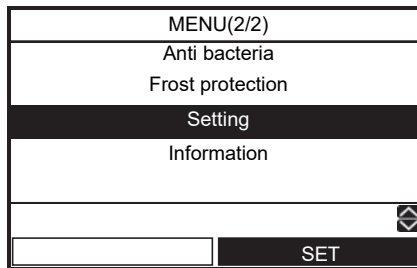 MENU(2/2)
Anti bacteria
Frost protection
Setting
Information
SET